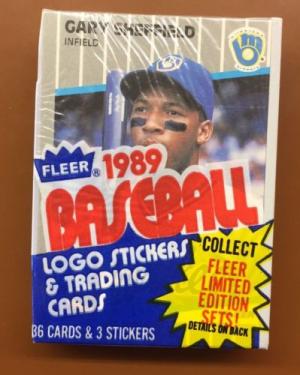 GARY SHEFFIELD
INFIELD
FLEER® 1989
BASEBALL
LOGO STICKERS
& TRADING
CARDS
36 CARDS & 3 STICKERS
COLLECT
FLEER
LIMITED
EDITION
SETS!
DETAILS ON BACK